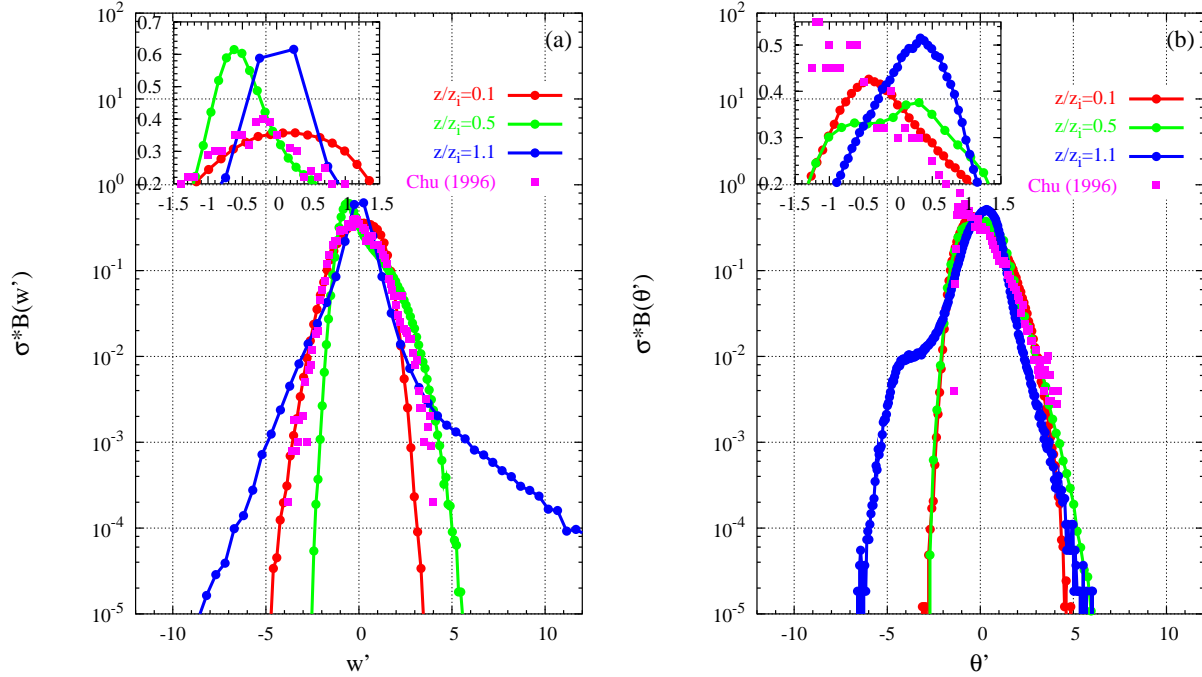 10^2
10^1
10^0
10^-1
10^-2
10^-3
10^-4
10^-5
σ*B(w')
0.7
0.6
0.5
0.4
0.3
0.2
-1.5 -1 -0.5 0 0.5 1 1.5
(a)
z/z_i=0.1
z/z_i=0.5
z/z_i=1.1
Chu (1996)
-10 -5 0 5 10
w'
10^2
10^1
10^0
10^-1
10^-2
10^-3
10^-4
10^-5
σ*B(θ')
0.5
0.4
0.3
0.2
-1.5 -1 -0.5 0 0.5 1 1.5
(b)
z/z_i=0.1
z/z_i=0.5
z/z_i=1.1
Chu (1996)
-10 -5 0 5 10
θ'